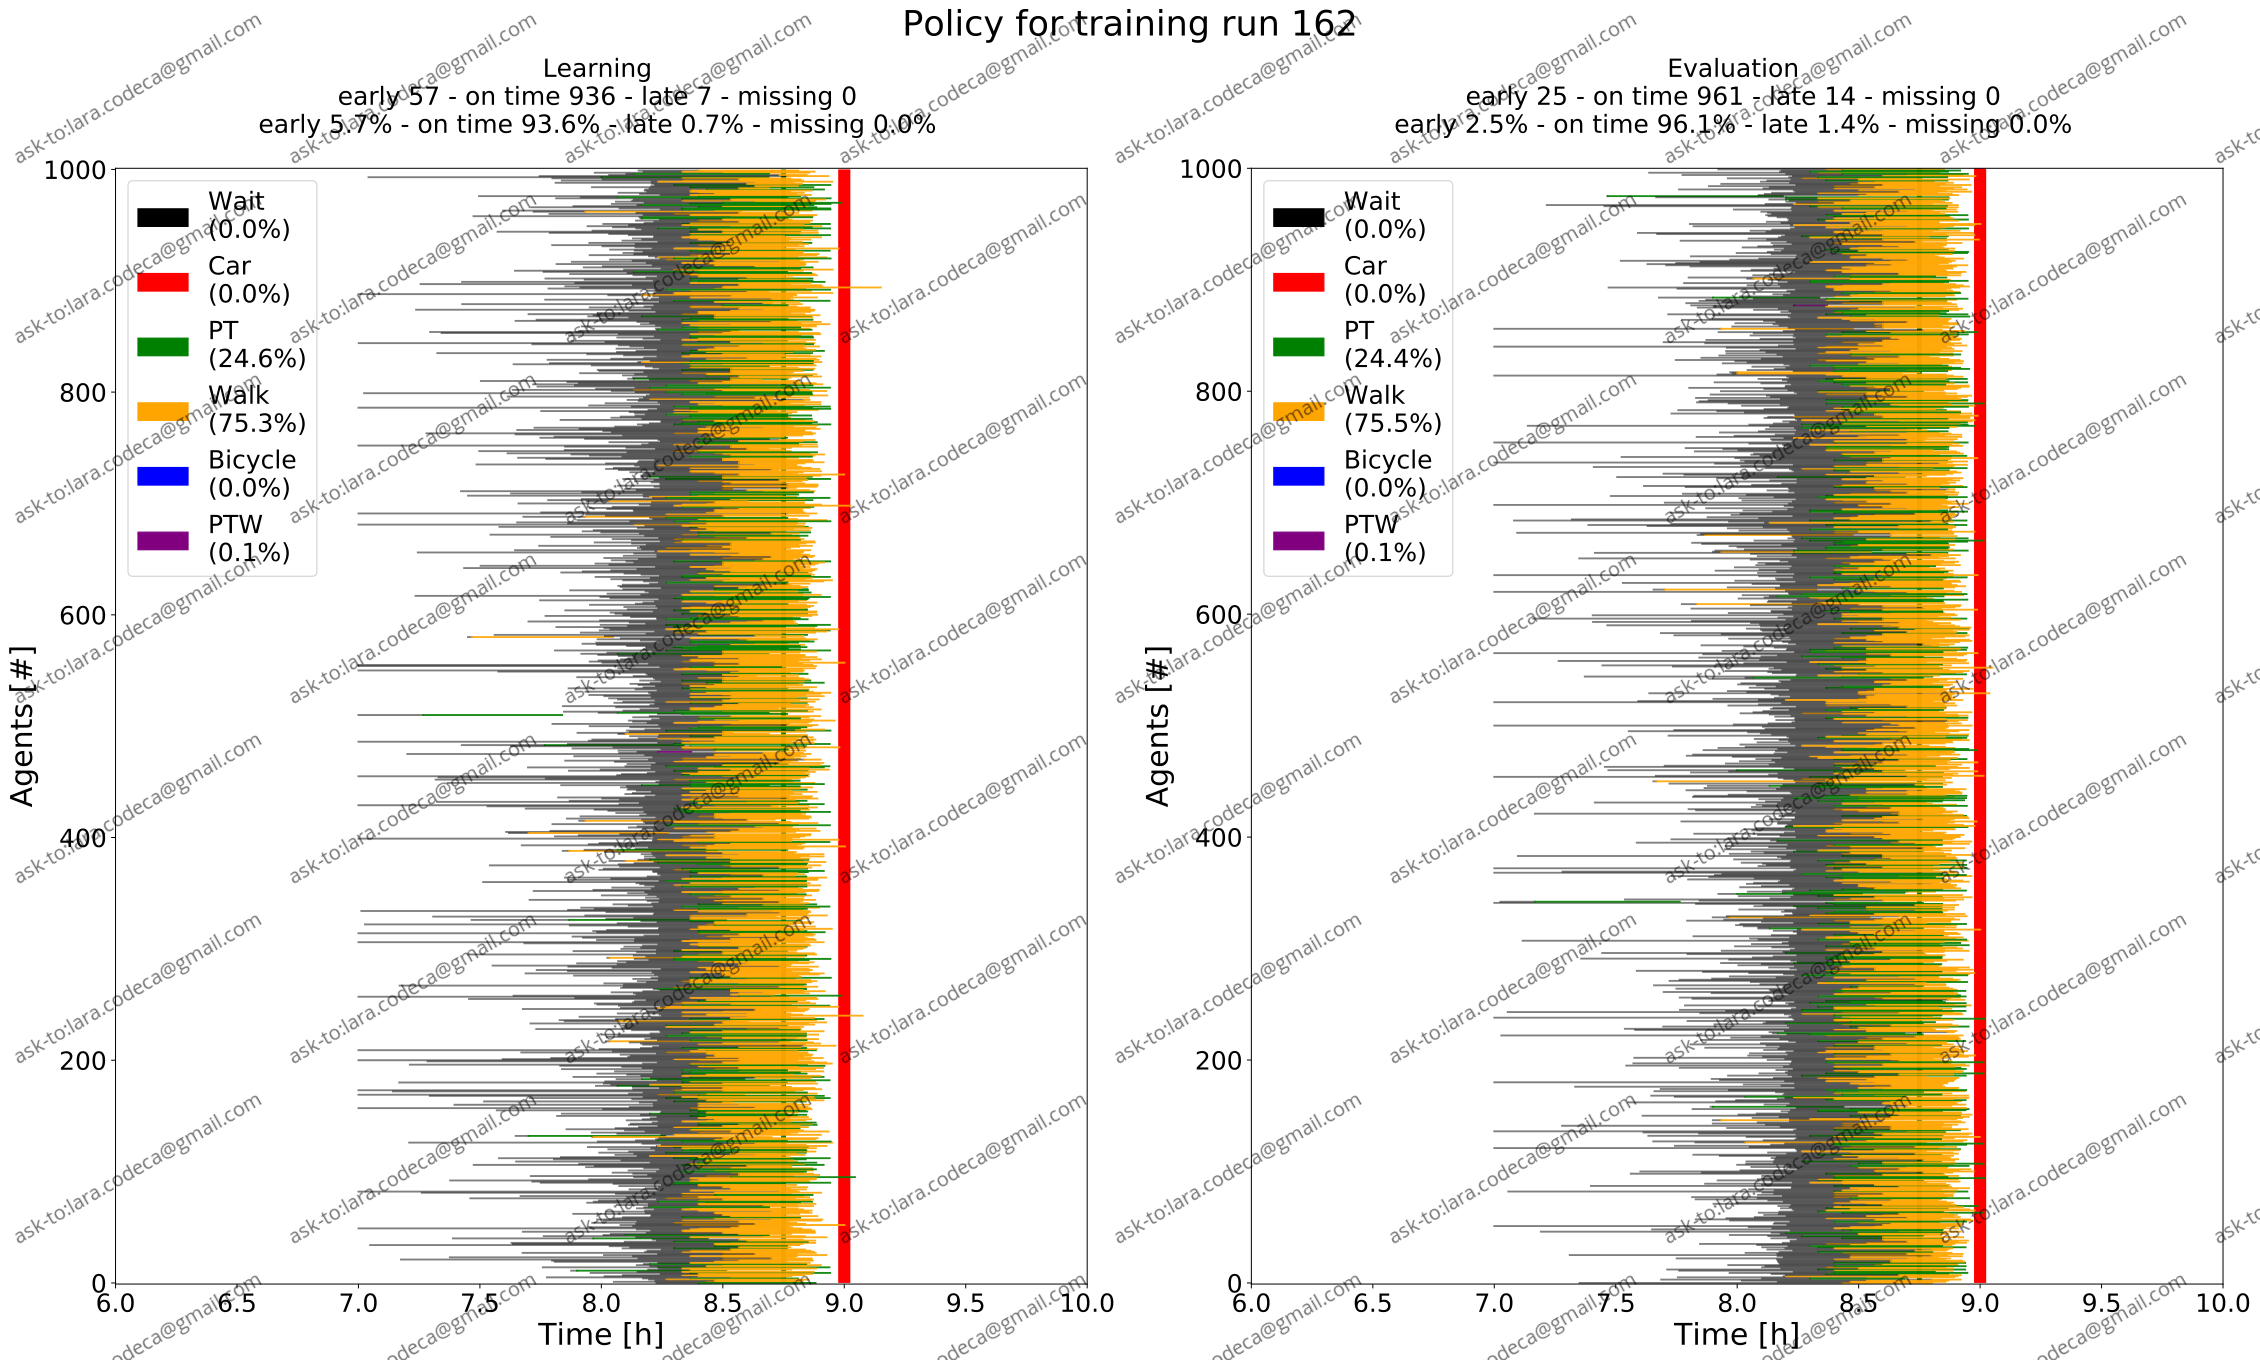 Policy for training run 162
Learning
early 57 - on time 936 - late 7 - missing 0
early 5.7% - on time 93.6% - late 0.7% - missing 0.0%
Evaluation
early 25 - on time 961 - late 14 - missing 0
early 2.5% - on time 96.1% - late 1.4% - missing 0.0%
Wait
(0.0%)
Car
(0.0%)
PT
(24.6%)
Walk
(75.3%)
Bicycle
(0.0%)
PTW
(0.1%)
1000
800
600
400
200
0
Agents [#]
6.0 6.5 7.0 7.5 8.0 8.5 9.0 9.5 10.0
Time [h]
Wait
(0.0%)
Car
(0.0%)
PT
(24.4%)
Walk
(75.5%)
Bicycle
(0.0%)
PTW
(0.1%)
1000
800
600
400
200
0
Agents [#]
6.0 6.5 7.0 7.5 8.0 8.5 9.0 9.5 10.0
Time [h]
ask-to:lara.codeca@gmail.com